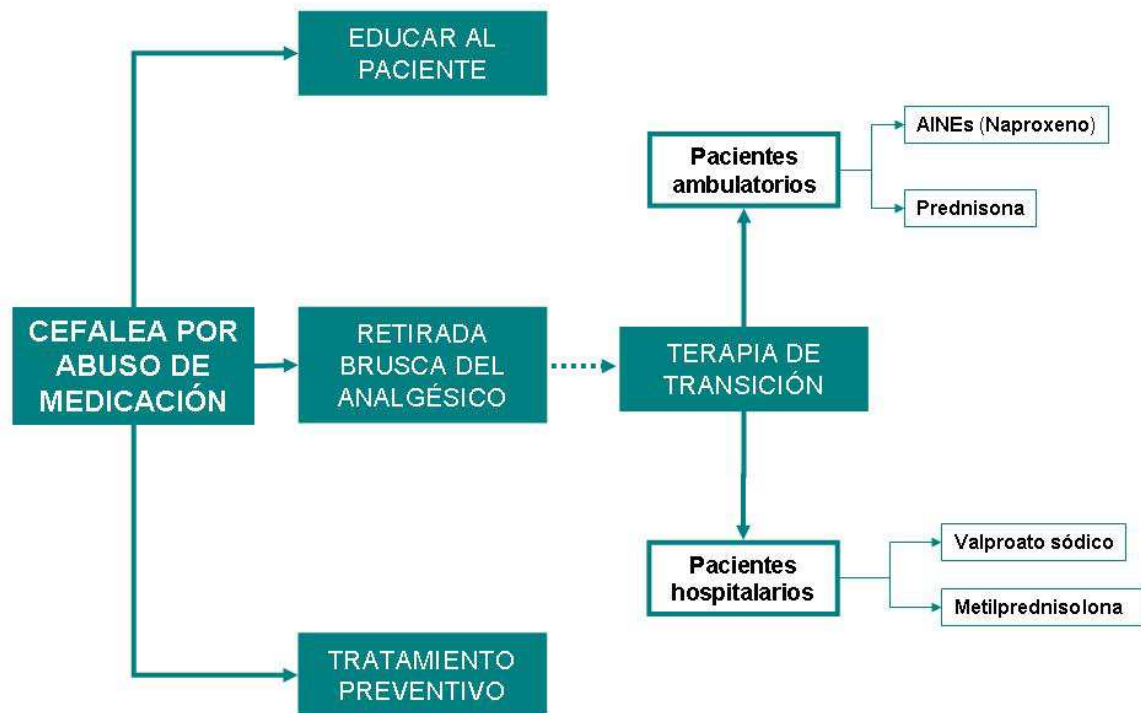 EDUCAR AL
PACIENTE
AINEs (Naproxeno)
Pacientes
ambulatorios
Prednisona
CEFALEA POR
ABUSO DE
MEDICACIÓN
RETIRADA
BRUSCA DEL
ANALGÉSICO
TERAPIA DE
TRANSICIÓN
Valproato sódico
Pacientes
hospitalarios
Metilprednisolona
TRATAMIENTO
PREVENTIVO